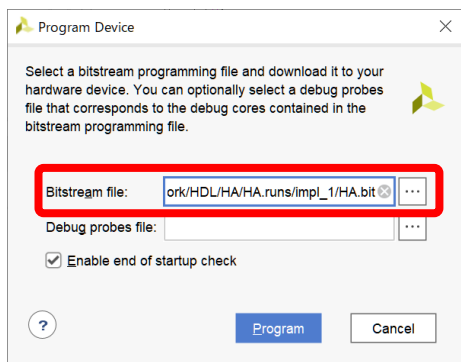 Program Device
Select a bitstream programming file and download it to your
hardware device. You can optionally select a debug probes
file that corresponds to the debug cores contained in the
bitstream programming file.
Bitstream file: ork/HDL/HA/HA.runs/impl_1/HA.bit ...
Debug probes file: ...
Enable end of startup check
? Program Cancel